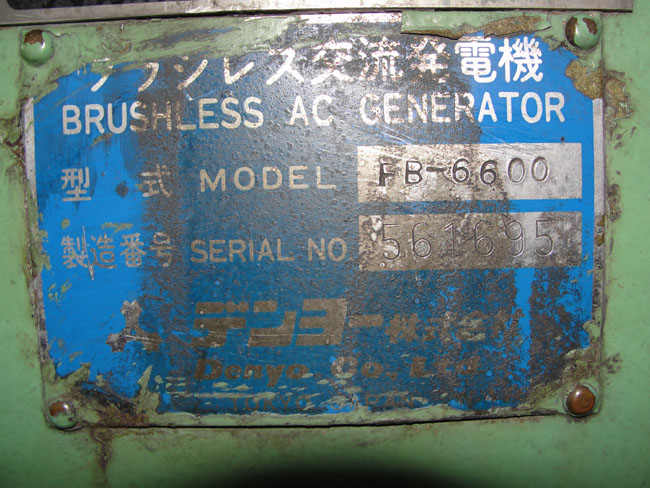 ブラシレス交流発電機
BRUSHLESS AC GENERATOR
型式 MODEL FB-6600
製造番号 SERIAL NO 561695
デンヨー株式会社
Denyo Co., Ltd.